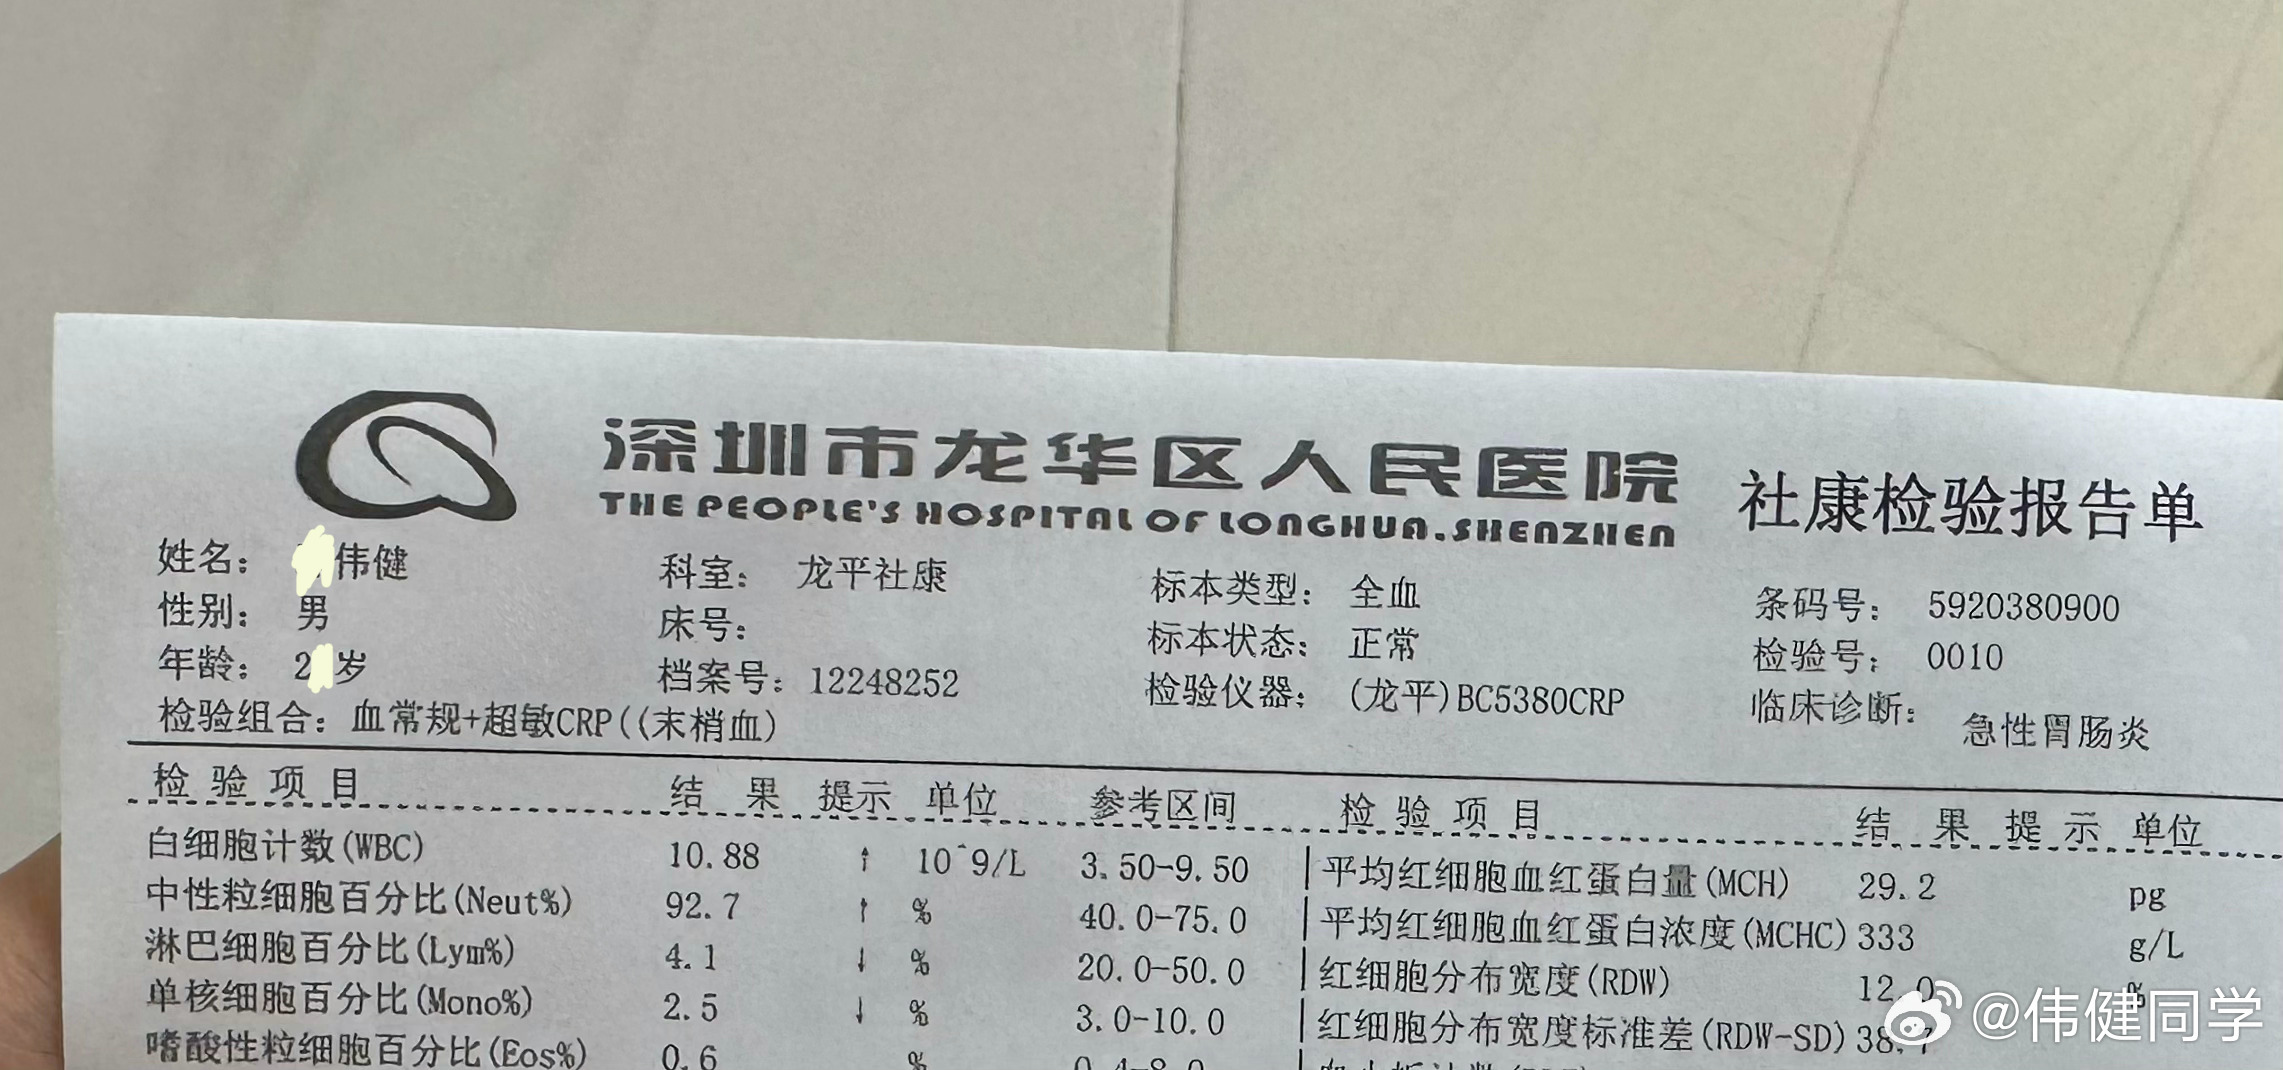 深圳市龙华区人民医院 社康检验报告单
THE PEOPLE'S HOSPITAL OF LONGHUA.SHENZHEN
姓名： 伟健 科室： 龙平社康 标本类型： 全血 条码号： 5920380900
性别： 男 床号： 标本状态： 正常 检验号： 0010
年龄： 2 岁 档案号：12248252 检验仪器： (龙平)BC5380CRP 临床诊断： 急性胃肠炎
检验组合：血常规+超敏CRP((末梢血)
检验项目 结果 提示 单位 参考区间 检验项目 结果 提示 单位
白细胞计数(WBC) 10.88 ↑ 10^9/L 3.50-9.50 平均红细胞血红蛋白量(MCH) 29.2 pg
中性粒细胞百分比(Neut%) 92.7 ↑ % 40.0-75.0 平均红细胞血红蛋白浓度(MCHC) 333 g/L
淋巴细胞百分比(Lym%) 4.1 ↓ % 20.0-50.0 红细胞分布宽度(RDW) 12.0 %
单核细胞百分比(Mono%) 2.5 ↓ % 3.0-10.0 红细胞分布宽度标准差(RDW-SD) 38.7
嗜酸性粒细胞百分比(Eos%) 0.6 % 0.4-8.0
@伟健同学